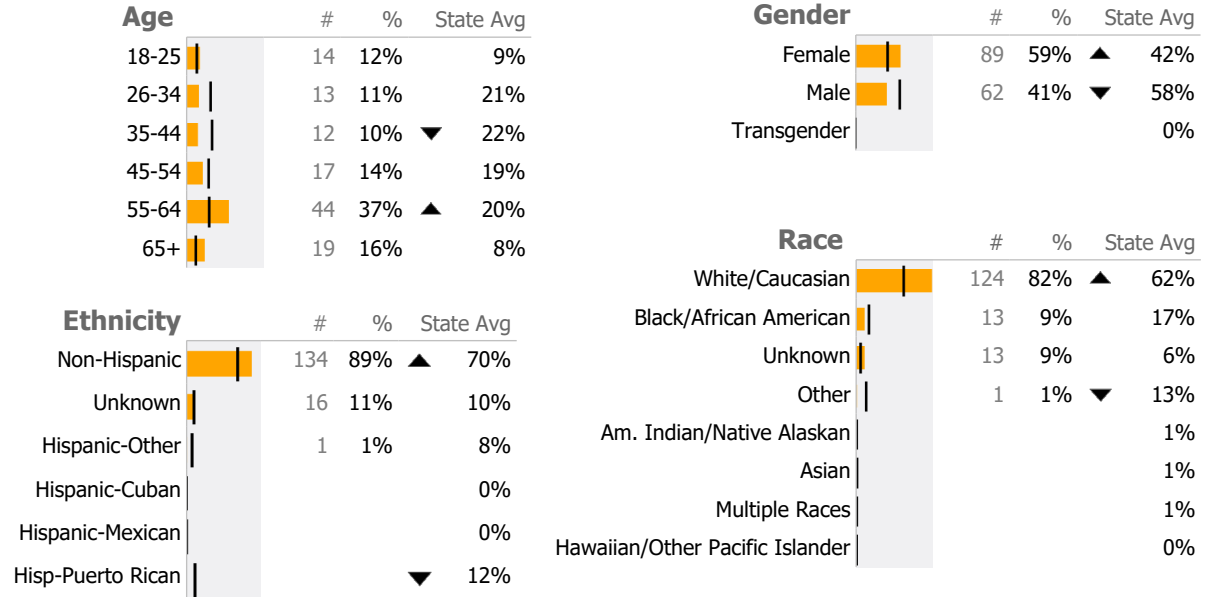 Age # % State Avg
18-25 14 12% 9%
26-34 13 11% 21%
35-44 12 10% ▼ 22%
45-54 17 14% 19%
55-64 44 37% ▲ 20%
65+ 19 16% 8%
Ethnicity # % State Avg
Non-Hispanic 134 89% ▲ 70%
Unknown 16 11% 10%
Hispanic-Other 1 1% 8%
Hispanic-Cuban 0%
Hispanic-Mexican 0%
Hisp-Puerto Rican ▼ 12%
Gender # % State Avg
Female 89 59% ▲ 42%
Male 62 41% ▼ 58%
Transgender 0%
Race # % State Avg
White/Caucasian 124 82% ▲ 62%
Black/African American 13 9% 17%
Unknown 13 9% 6%
Other 1 1% ▼ 13%
Am. Indian/Native Alaskan 1%
Asian 1%
Multiple Races 1%
Hawaiian/Other Pacific Islander 0%